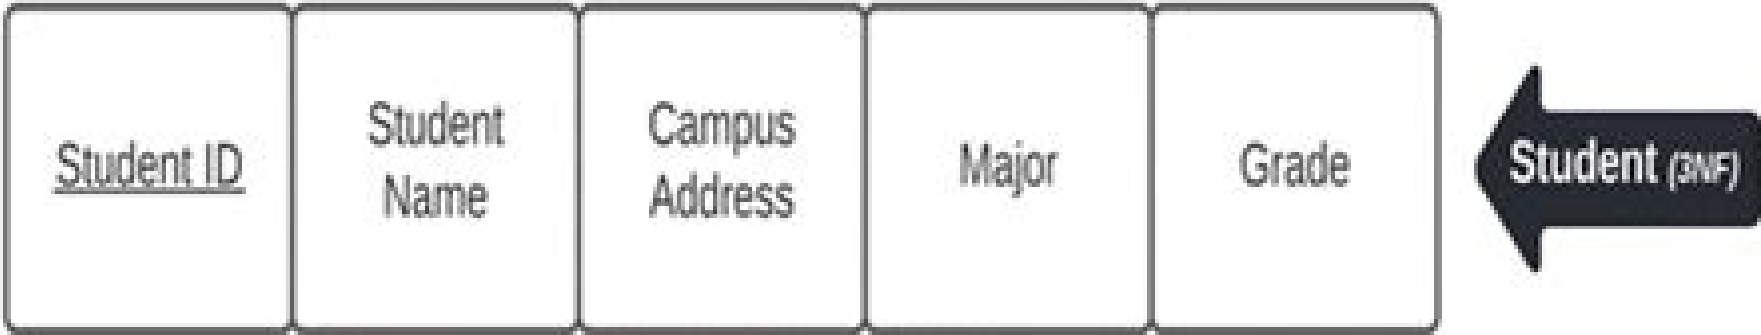 Student ID
Student
Name
Campus
Address
Major
Grade
Student (3NF)